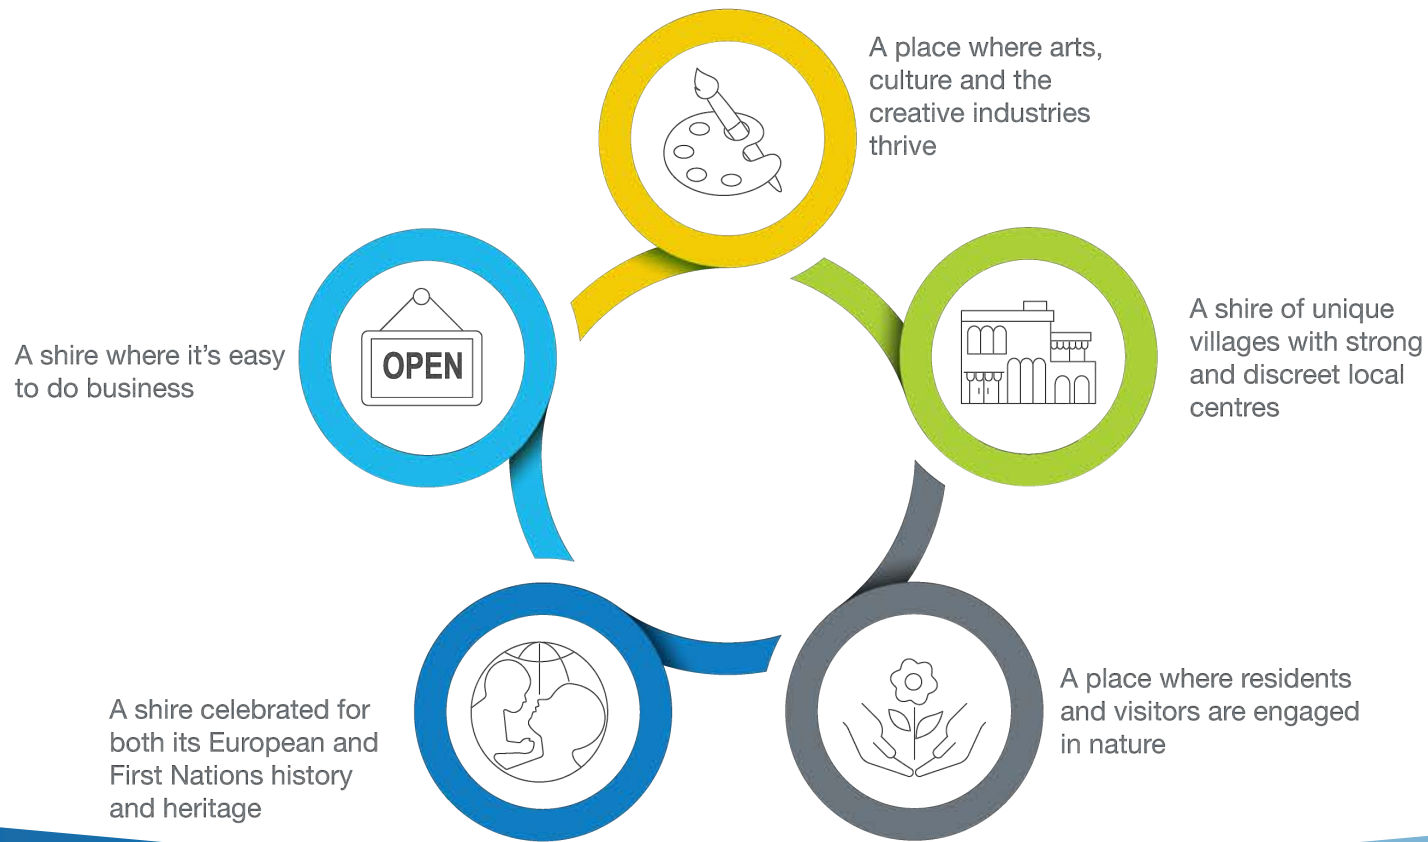 A place where arts,
culture and the
creative industries
thrive
A shire of unique
villages with strong
and discreet local
centres
A place where residents
and visitors are engaged
in nature
A shire celebrated for
both its European and
First Nations history
and heritage
A shire where it’s easy
to do business
OPEN